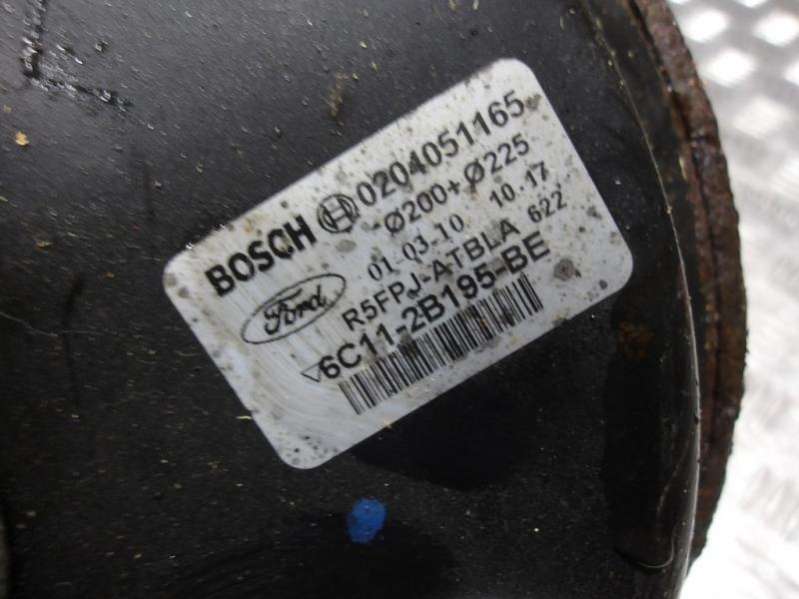 BOSCH 0204051165
Ø200+Ø225
01-03-10 10.17
Ford R5FPJ-ATBLA 622
6C11-2B195-BE